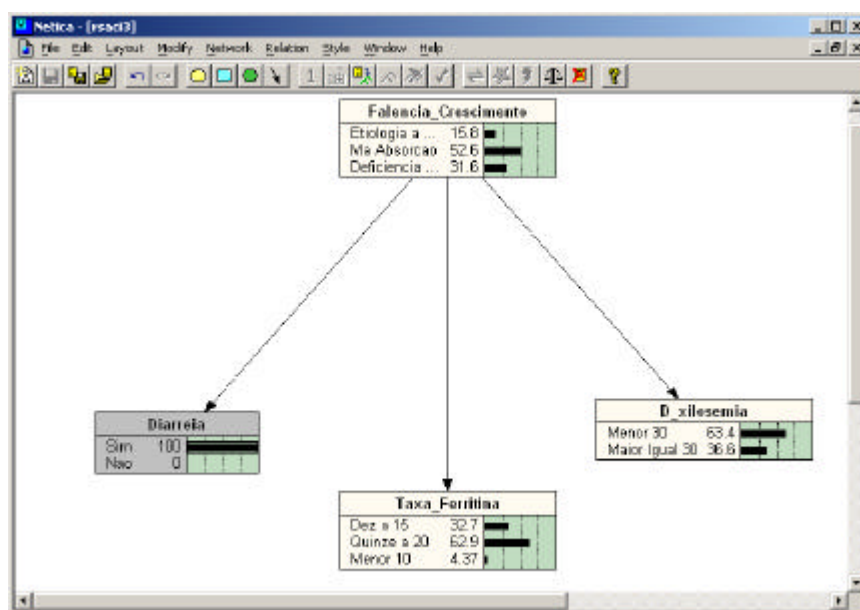 Netica - [rsaci3]
File Edit Layout Modify Network Relation Style Window Help
1 ?
Falencia_Crescimento
Etiologia a ... 15.8
Ma Absorcao 52.6
Deficiencia ... 31.6
Diarreia
Sim 100
Nao 0
D_xilosemia
Menor 30 63.4
Maior Igual 30 36.6
Taxa_Ferritina
Dez a 15 32.7
Quinze a 20 62.9
Menor 10 4.37